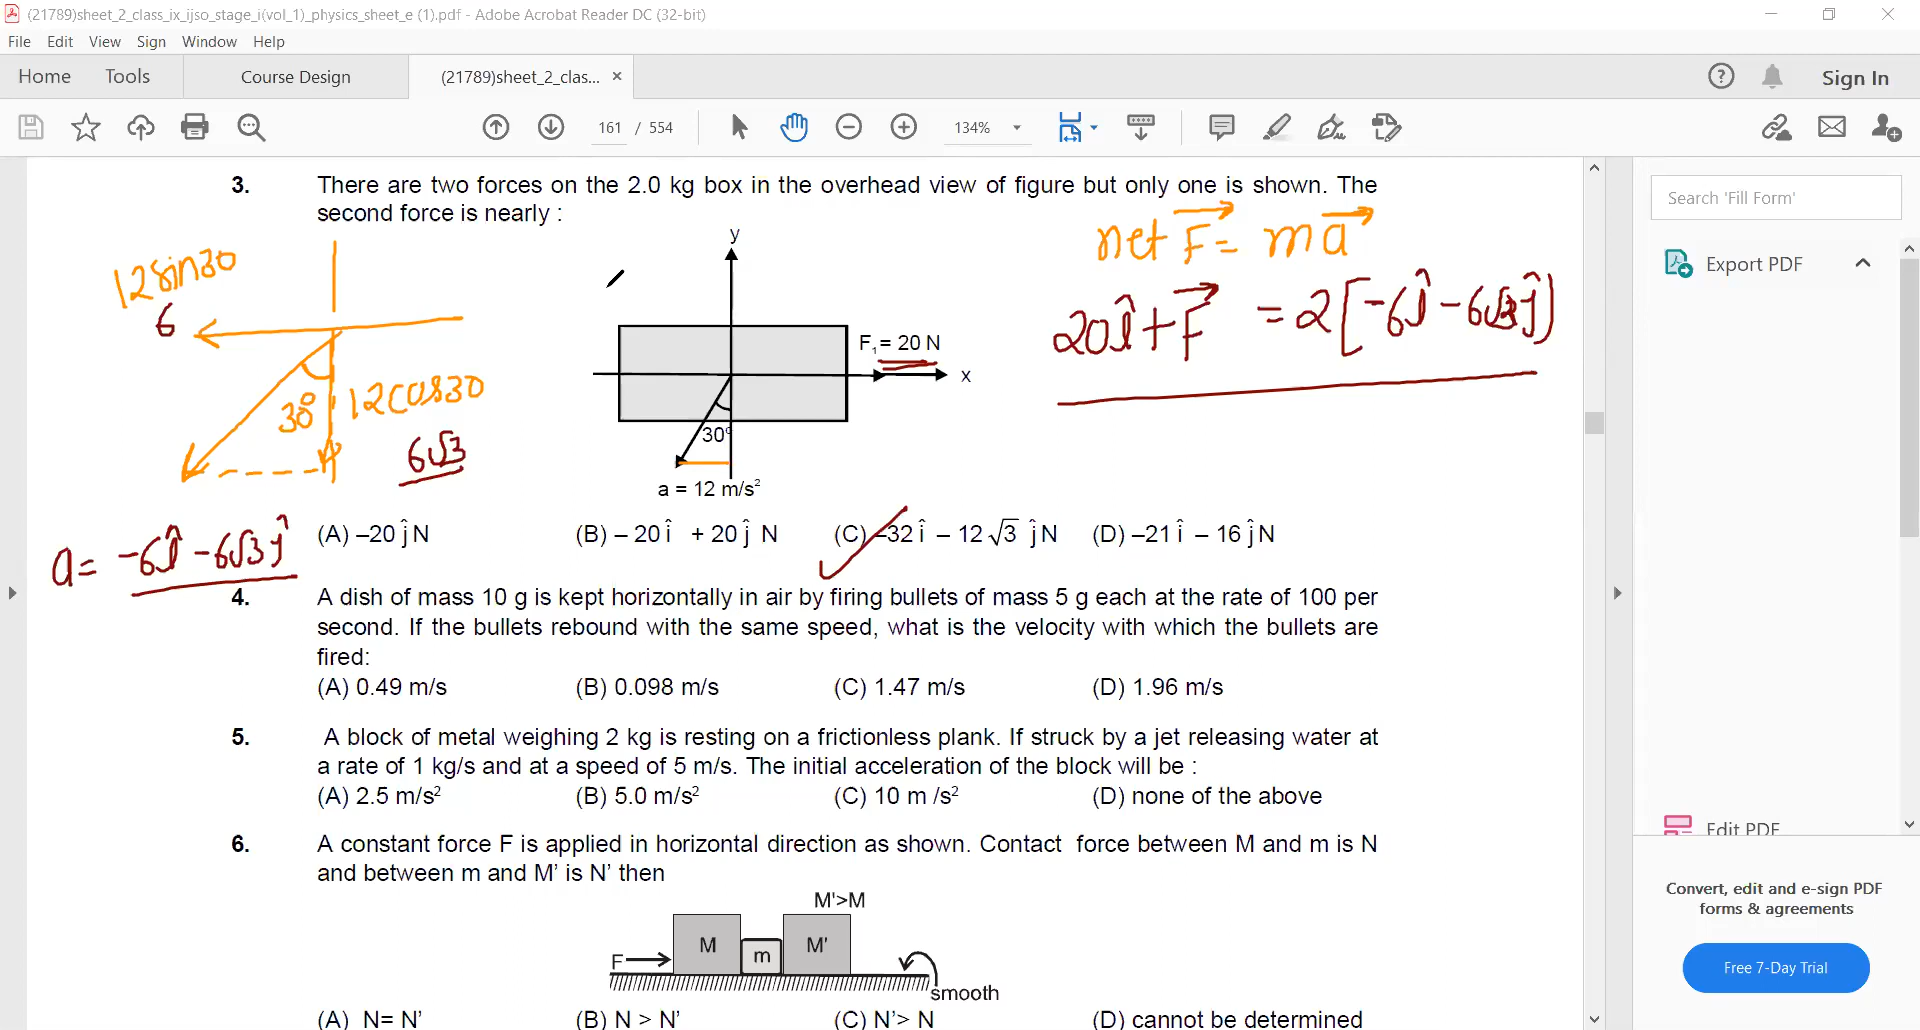 (21789)sheet_2_class_ix_ijso_stage_i(vol_1)_physics_sheet_e (1).pdf - Adobe Acrobat Reader DC (32-bit)
File Edit View Sign Window Help
Home Tools Course Design (21789)sheet_2_clas... × Sign In
161 / 554 134%
3. There are two forces on the 2.0 kg box in the overhead view of figure but only one is shown. The
second force is nearly :
net F = ma
12sin30
6
20î + F = 2[-6î - 6√3ĵ]
y
F₁= 20 N
x
30°
12cos30
6√3
30°
a = 12 m/s²
a = -6î - 6√3ĵ
(A) –20 ĵ N (B) – 20 î + 20 ĵ N (C) –32 î – 12 √3 ĵ N (D) –21 î – 16 ĵ N
4. A dish of mass 10 g is kept horizontally in air by firing bullets of mass 5 g each at the rate of 100 per
second. If the bullets rebound with the same speed, what is the velocity with which the bullets are
fired:
(A) 0.49 m/s (B) 0.098 m/s (C) 1.47 m/s (D) 1.96 m/s
5. A block of metal weighing 2 kg is resting on a frictionless plank. If struck by a jet releasing water at
a rate of 1 kg/s and at a speed of 5 m/s. The initial acceleration of the block will be :
(A) 2.5 m/s² (B) 5.0 m/s² (C) 10 m /s² (D) none of the above
6. A constant force F is applied in horizontal direction as shown. Contact force between M and m is N
and between m and M’ is N’ then
M'>M
M
m
M'
F
smooth
(A) N= N’ (B) N > N’ (C) N’> N (D) cannot be determined
Search 'Fill Form'
Export PDF
Edit PDF
Convert, edit and e-sign PDF
forms & agreements
Free 7-Day Trial